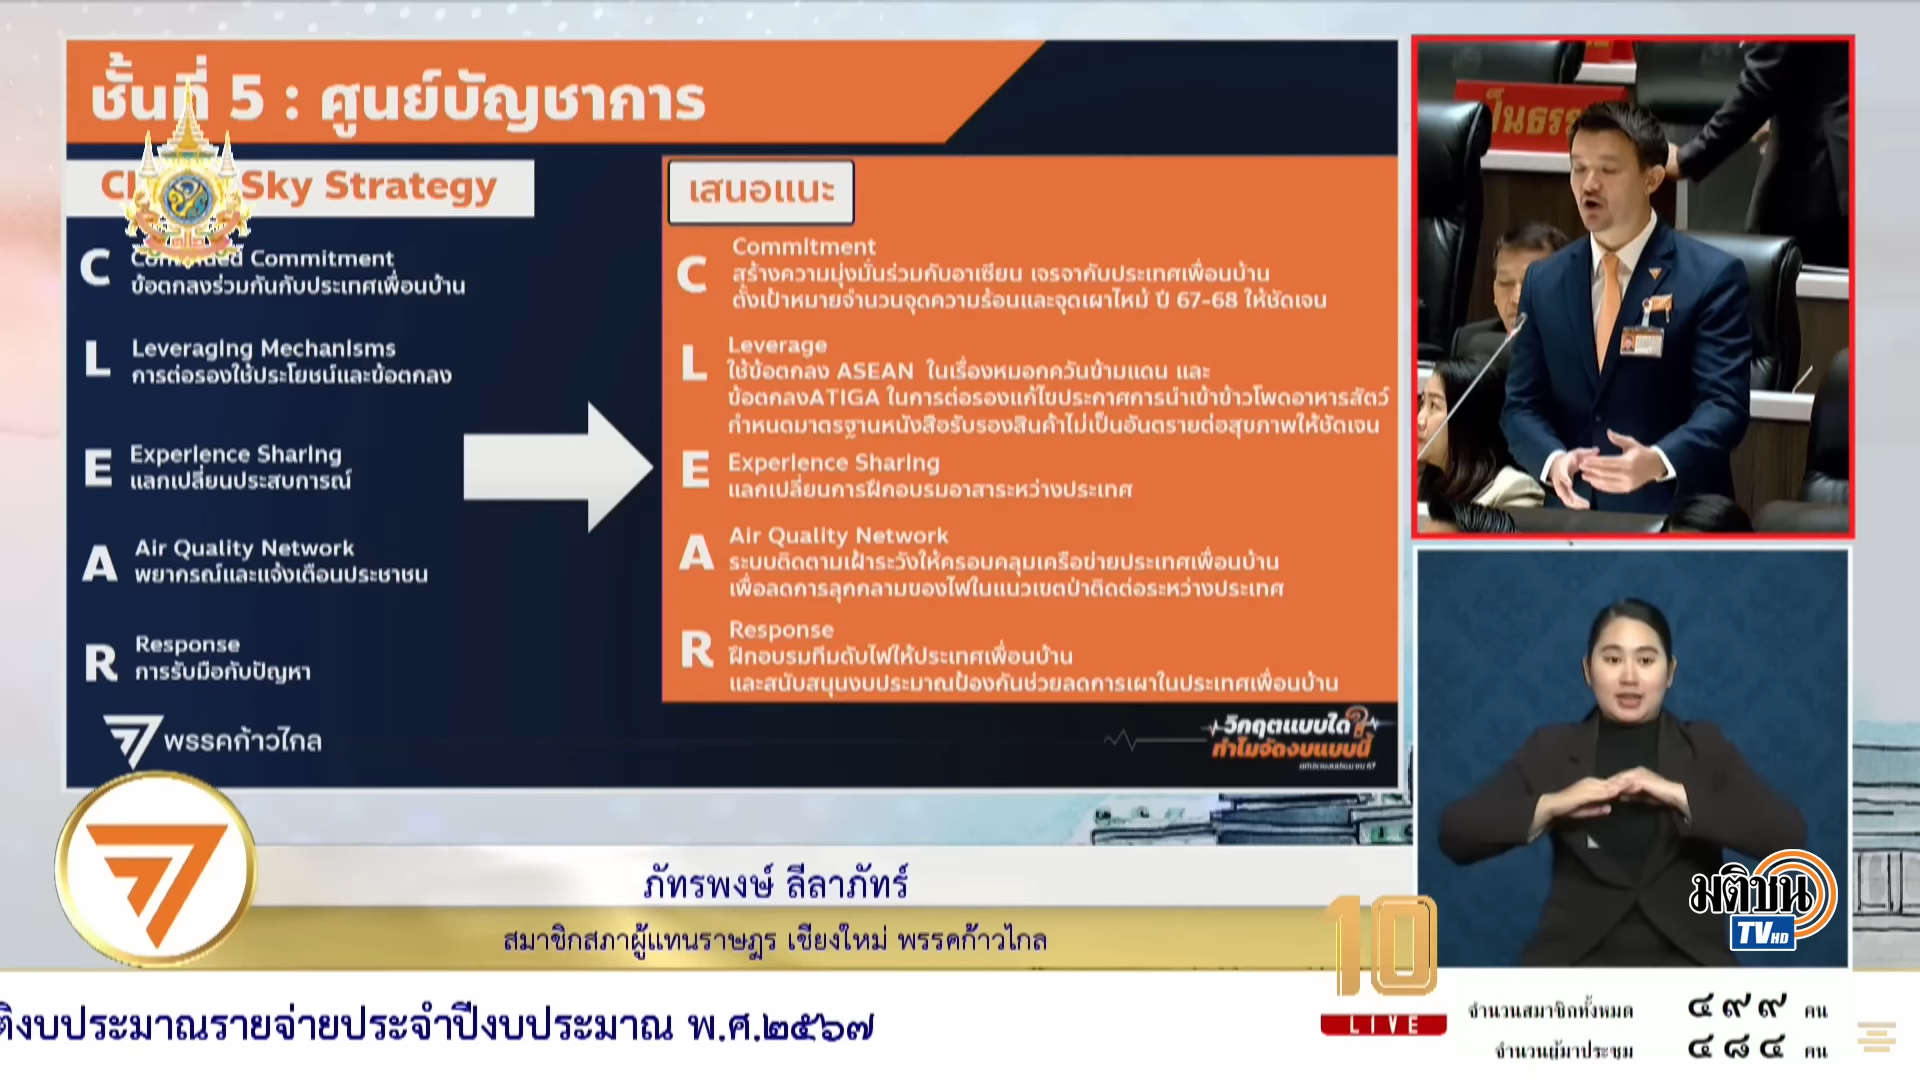 ชั้นที่ 5 : ศูนย์บัญชาการ
Sky Strategy
C
Commitment
ข้อตกลงร่วมกันกับประเทศเพื่อนบ้าน
L
Leveraging Mechanisms
การต่อรองใช้ประโยชน์และข้อตกลง
E
Experience Sharing
แลกเปลี่ยนประสบการณ์
A
Air Quality Network
พยากรณ์และแจ้งเตือนประชาชน
R
Response
การรับมือกับปัญหา
พรรคก้าวไกล
เสนอแนะ
C
Commitment
สร้างความมุ่งมั่นร่วมกับอาเซียน เจรจากับประเทศเพื่อนบ้าน
ตั้งเป้าหมายจำนวนจุดความร้อนและจุดเผาไหม้ ปี 67-68 ให้ชัดเจน
L
Leverage
ใช้ข้อตกลง ASEAN ในเรื่องหมอกควันข้ามแดน และ
ข้อตกลงATIGA ในการต่อรองแก้ไขประกาศการนำเข้าข้าวโพดอาหารสัตว์
กำหนดมาตรฐานหนังสือรับรองสินค้าไม่เป็นอันตรายต่อสุขภาพให้ชัดเจน
E
Experience Sharing
แลกเปลี่ยนการฝึกอบรมอาสาระหว่างประเทศ
A
Air Quality Network
ระบบติดตามเฝ้าระวังให้ครอบคลุมเครือข่ายประเทศเพื่อนบ้าน
เพื่อลดการลุกลามของไฟในแนวเขตป่าติดต่อระหว่างประเทศ
R
Response
ฝึกอบรมทีมดับไฟให้ประเทศเพื่อนบ้าน
และสนับสนุนงบประมาณป้องกันช่วยลดการเผาในประเทศเพื่อนบ้าน
วิกฤตแบบใด ?
ทำไมจัดงบแบบนี้
ภัทรพงษ์ ลีลาภัทร์
สมาชิกสภาผู้แทนราษฎร เชียงใหม่ พรรคก้าวไกล
10
LIVE
มติชน
TV HD
งบประมาณรายจ่ายประจำปีงบประมาณ พ.ศ.๒๕๖๗
จำนวนสมาชิกทั้งหมด ๔๙๙ คน
จำนวนผู้มาประชุม ๔๘๔ คน